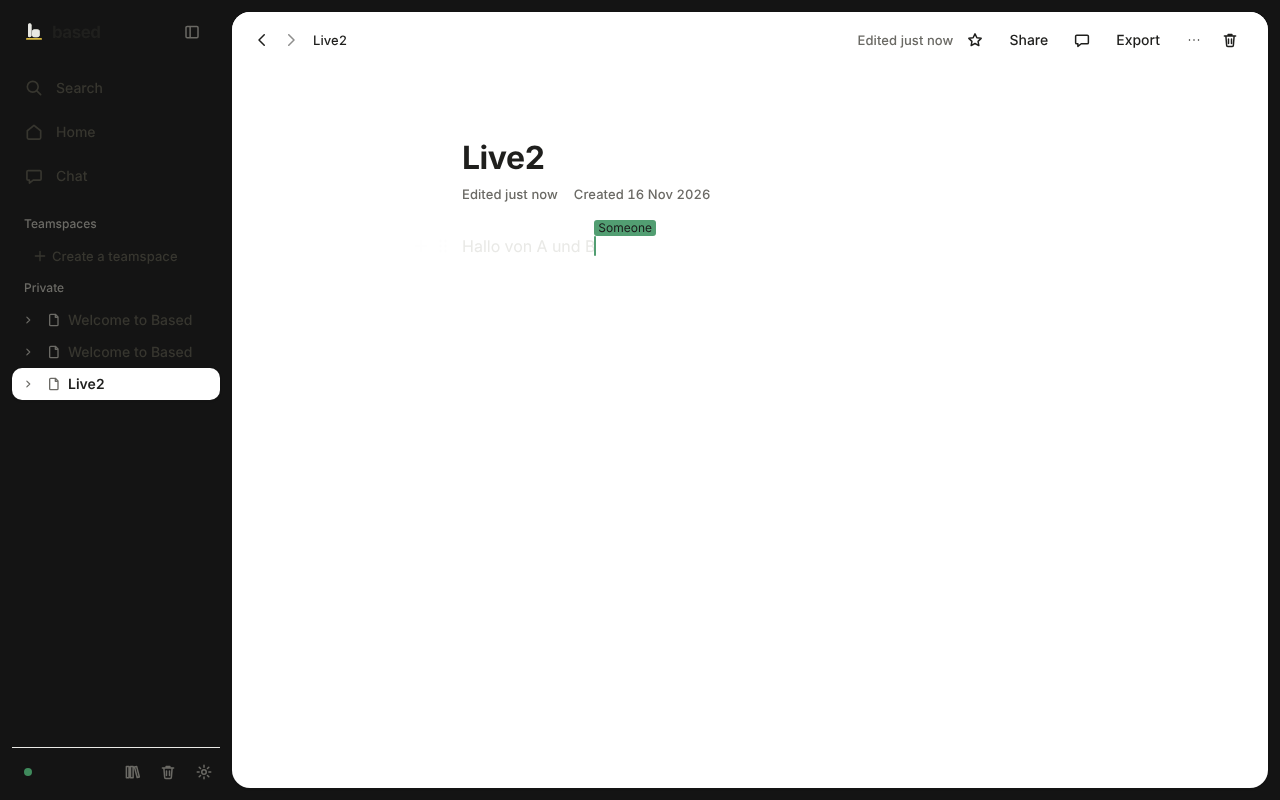 based
Search
Home
Chat
Teamspaces
Create a teamspace
Private
Welcome to Based
Welcome to Based
Live2
Live2
Edited just now
Share
Export
Live2
Edited just now
Created 16 Nov 2026
Someone
Hallo von A und B